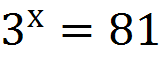 3ˣ = 81